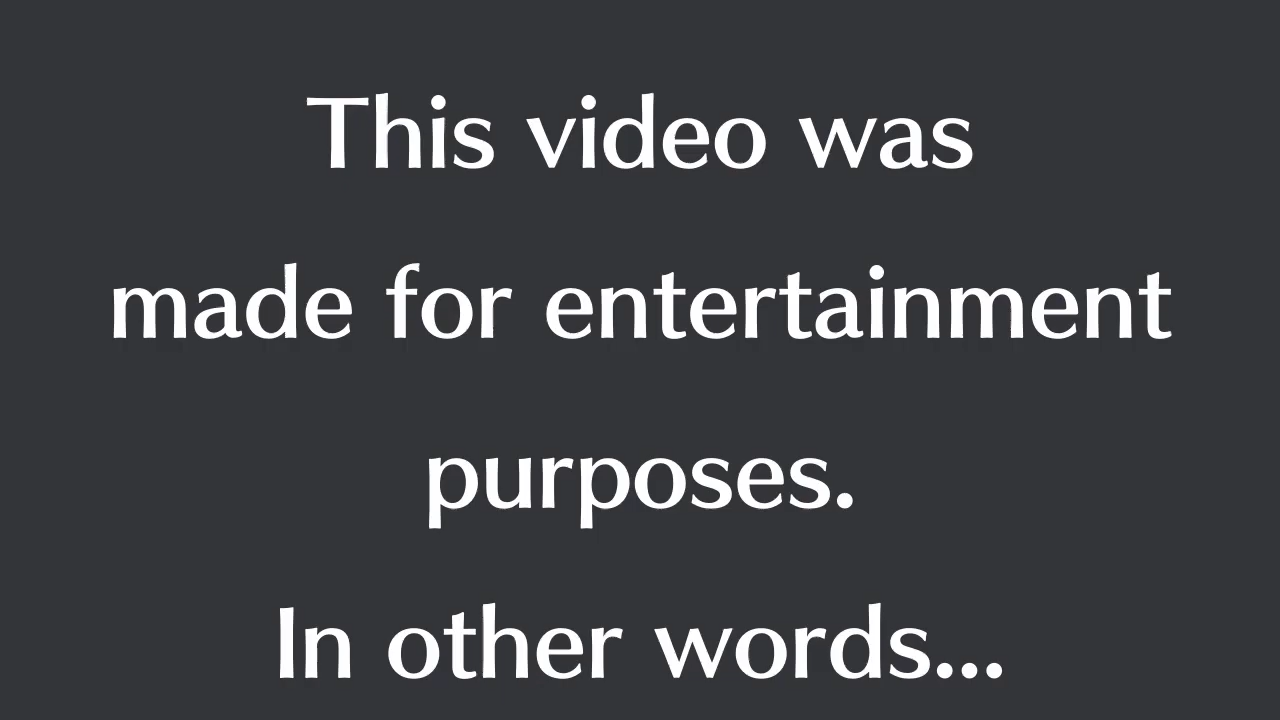 This video was
made for entertainment
purposes.
In other words...